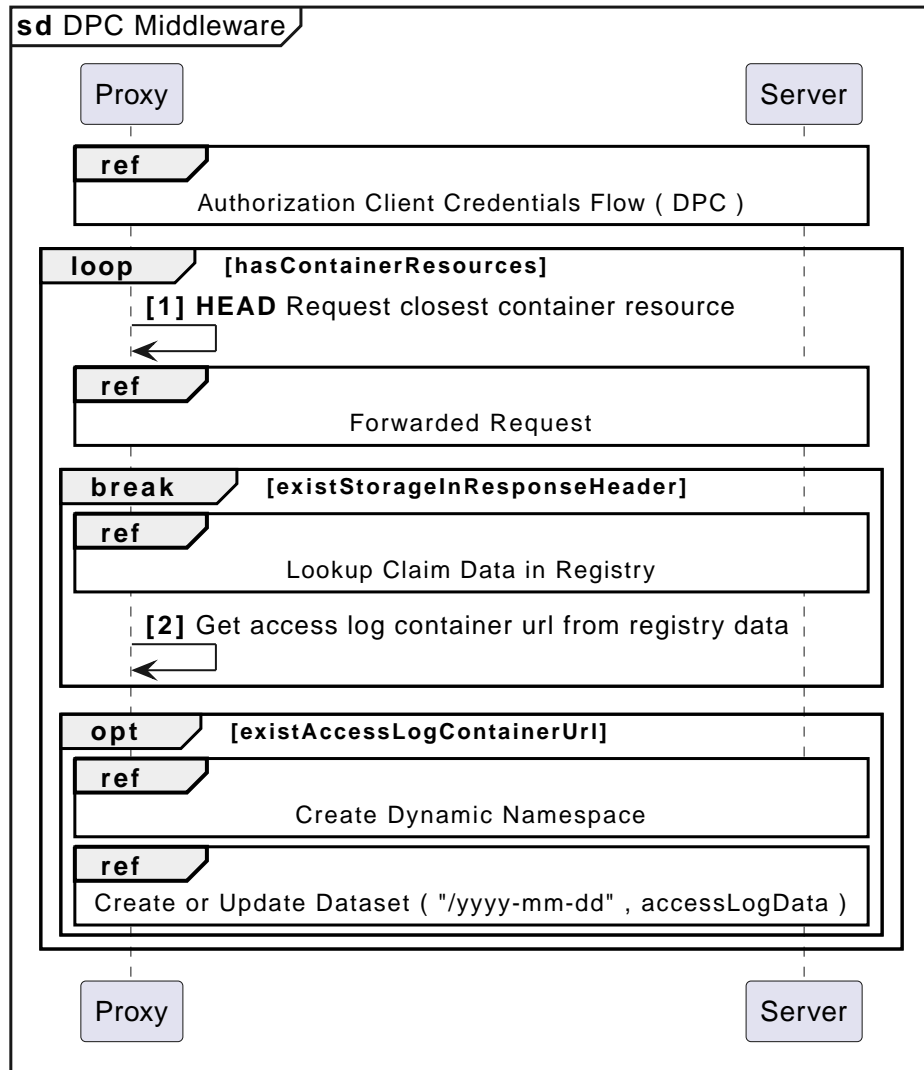 sd DPC Middleware
Proxy Server
ref
Authorization Client Credentials Flow ( DPC )
loop [hasContainerResources]
[1] HEAD Request closest container resource
ref
Forwarded Request
break [existStorageInResponseHeader]
ref
Lookup Claim Data in Registry
[2] Get access log container url from registry data
opt [existAccessLogContainerUrl]
ref
Create Dynamic Namespace
ref
Create or Update Dataset ( "/yyyy-mm-dd" , accessLogData )
Proxy Server